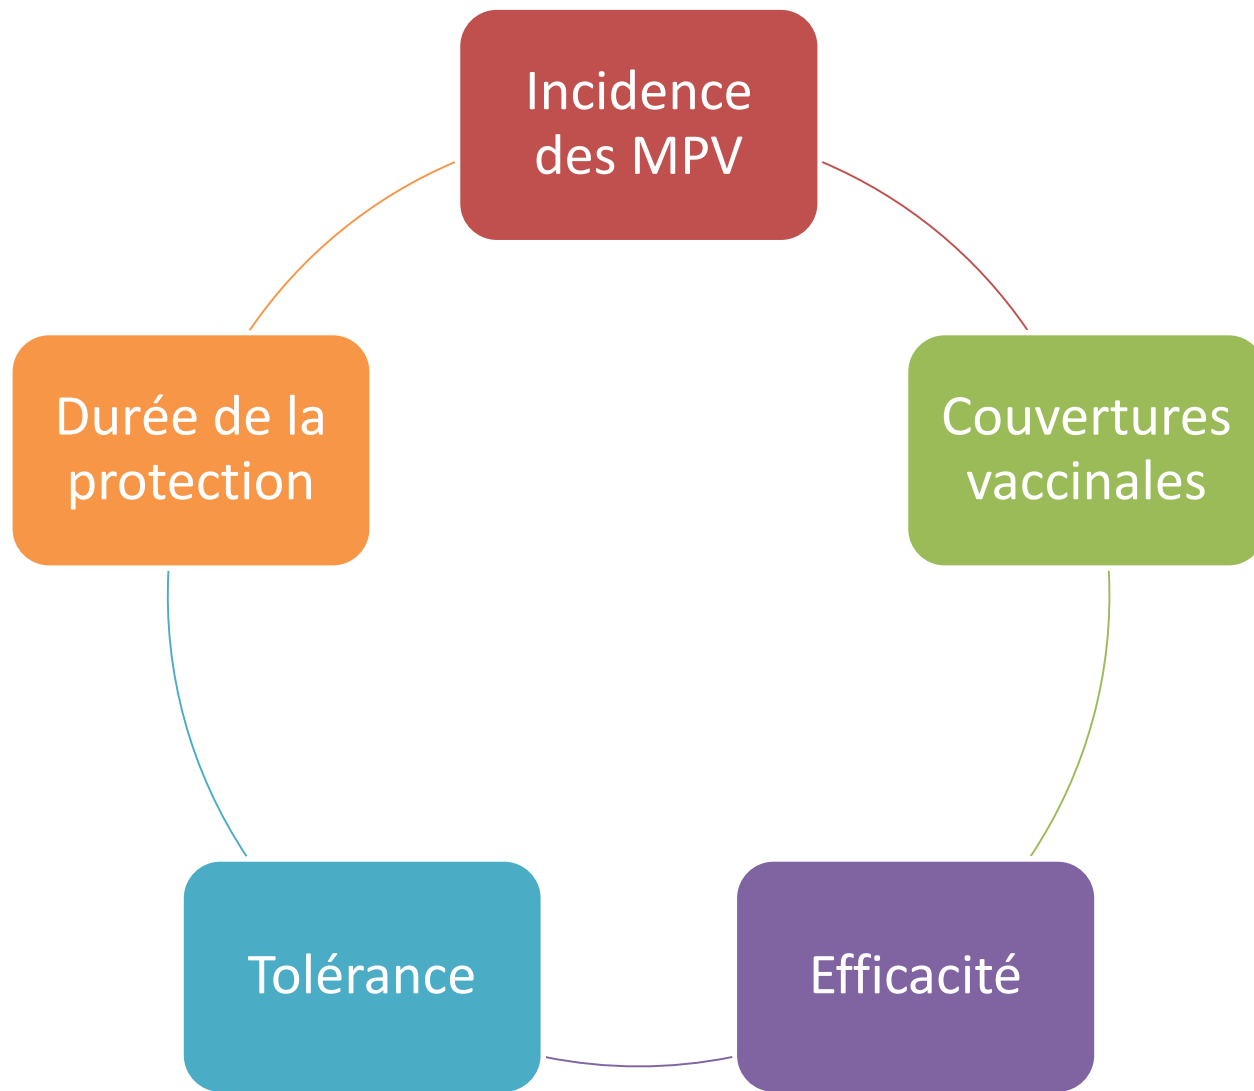 Incidence
des MPV
Couvertures
vaccinales
Efficacité
Tolérance
Durée de la
protection